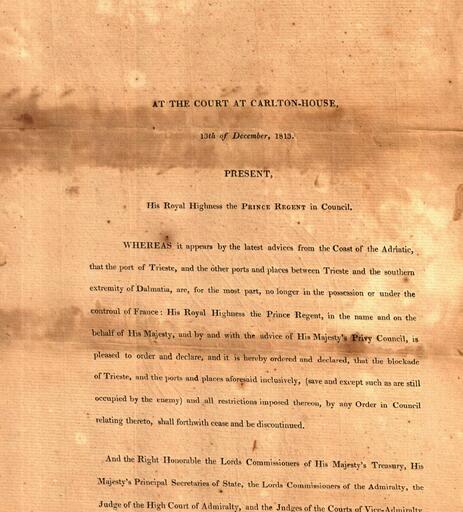 AT THE COURT AT CARLTON-HOUSE,
13th of December, 1813.
PRESENT,
His Royal Highness the PRINCE REGENT in Council.
WHEREAS it appears by the latest advices from the Coast of the Adriatic,
that the port of Trieste, and the other ports and places between Trieste and the southern
extremity of Dalmatia, are, for the most part, no longer in the possession or under the
controul of France: His Royal Highness the Prince Regent, in the name and on the
behalf of His Majesty, and by and with the advice of His Majesty's Privy Council, is
pleased to order and declare, and it is hereby ordered and declared, that the blockade
of Trieste, and the ports and places aforesaid inclusively, (save and except such as are still
occupied by the enemy) and all restrictions imposed thereon, by any Order in Council
relating thereto, shall forthwith cease and be discontinued.
And the Right Honorable the Lords Commissioners of His Majesty's Treasury, His
Majesty's Principal Secretaries of State, the Lords Commissioners of the Admiralty, the
Judge of the High Court of Admiralty, and the Judges of the Courts of Vice-Admiralty